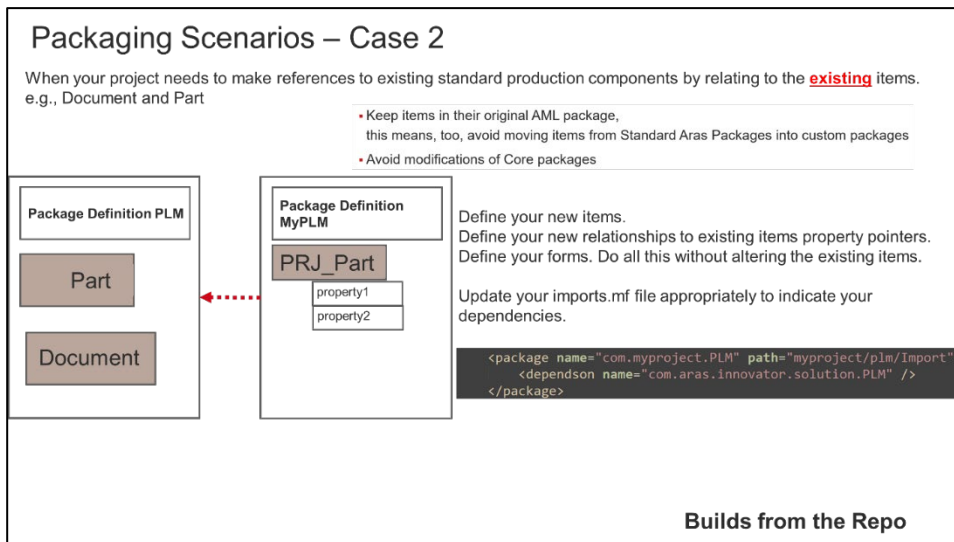 Packaging Scenarios – Case 2
When your project needs to make references to existing standard production components by relating to the existing items.
e.g., Document and Part
▪ Keep items in their original AML package,
this means, too, avoid moving items from Standard Aras Packages into custom packages
▪ Avoid modifications of Core packages
Package Definition PLM
Part
Document
Package Definition
MyPLM
PRJ_Part
property1
property2
Define your new items.
Define your new relationships to existing items property pointers.
Define your forms. Do all this without altering the existing items.
Update your imports.mf file appropriately to indicate your
dependencies.
<package name="com.myproject.PLM" path="myproject/plm/Import"
<dependson name="com.aras.innovator.solution.PLM" />
</package>
Builds from the Repo